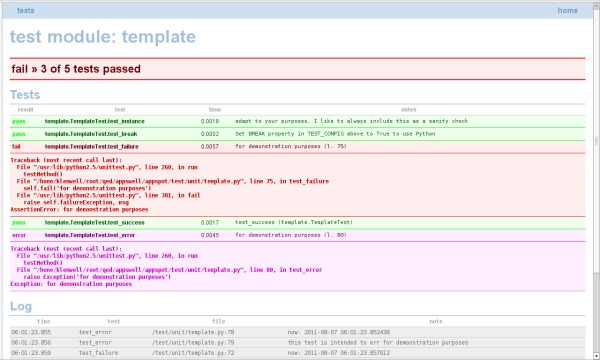 tests home
test module: template
fail » 3 of 5 tests passed
Tests
result test time notes
pass template.TemplateTest.test_instance 0.0018 adapt to your purposes. I like to always include this as a sanity check
pass template.TemplateTest.test_break 0.0002 Set BREAK property in TEST_CONFIG above to True to use Python
fail template.TemplateTest.test_failure 0.0057 for demonstration purposes (l. 75)
Traceback (most recent call last):
File "/usr/lib/python2.5/unittest.py", line 260, in run
testMethod()
File "/home/klenwell/root/qed/appswell/appspot/test/unit/template.py", line 75, in test_failure
self.fail('for demonstration purposes')
File "/usr/lib/python2.5/unittest.py", line 301, in fail
raise self.failureException, msg
AssertionError: for demonstration purposes
pass template.TemplateTest.test_success 0.0017 test_success (template.TemplateTest)
error template.TemplateTest.test_error 0.0045 for demonstration purposes (l. 80)
Traceback (most recent call last):
File "/usr/lib/python2.5/unittest.py", line 260, in run
testMethod()
File "/home/klenwell/root/qed/appswell/appspot/test/unit/template.py", line 80, in test_error
raise Exception('for demonstration purposes')
Exception: for demonstration purposes
Log
time test file note
06:01:23.855 test_error /test/unit/template.py:78 now: 2011-08-07 06:01:23.852438
06:01:23.856 test_error /test/unit/template.py:79 this test is intended to err for demonstration purposes
06:01:23.859 test_failure /test/unit/template.py:72 now: 2011-08-07 06:01:23.857012